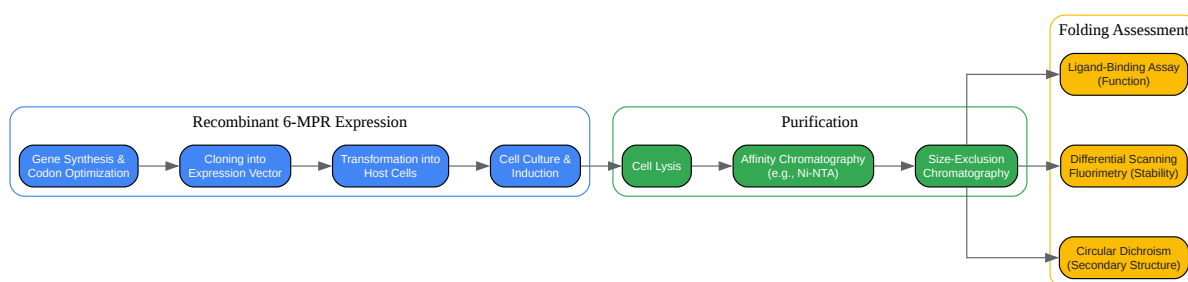 Folding Assessment
Ligand-Binding Assay
(Function)
Recombinant 6-MPR Expression
Purification
Gene Synthesis &
Codon Optimization
Cloning into
Expression Vector
Transformation into
Host Cells
Cell Culture &
Induction
Cell Lysis
Affinity Chromatography
(e.g., Ni-NTA)
Size-Exclusion
Chromatography
Differential Scanning
Fluorimetry (Stability)
Circular Dichroism
(Secondary Structure)